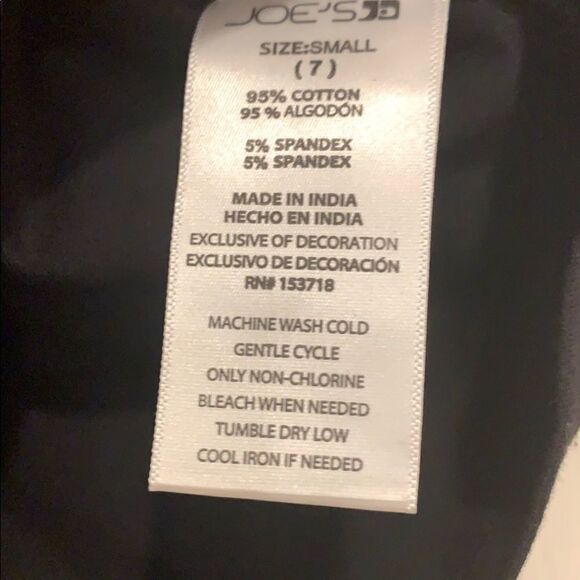 JOE'S
SIZE:SMALL
( 7 )
95% COTTON
95 % ALGODÓN
5% SPANDEX
5% SPANDEX
MADE IN INDIA
HECHO EN INDIA
EXCLUSIVE OF DECORATION
EXCLUSIVO DE DECORACIÓN
RN# 153718
MACHINE WASH COLD
GENTLE CYCLE
ONLY NON-CHLORINE
BLEACH WHEN NEEDED
TUMBLE DRY LOW
COOL IRON IF NEEDED